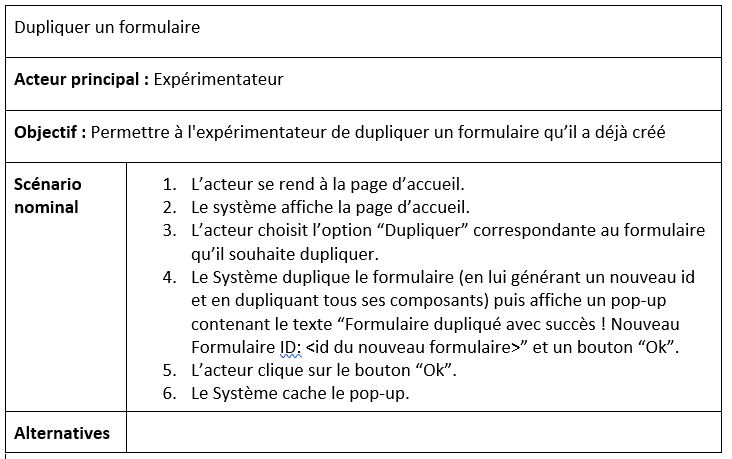 Dupliquer un formulaire
Acteur principal : Expérimentateur
Objectif : Permettre à l'expérimentateur de dupliquer un formulaire qu’il a déjà créé
Scénario
nominal
1. L’acteur se rend à la page d’accueil.
2. Le système affiche la page d’accueil.
3. L’acteur choisit l’option “Dupliquer” correspondante au formulaire
qu’il souhaite dupliquer.
4. Le Système duplique le formulaire (en lui générant un nouveau id
et en dupliquant tous ses composants) puis affiche un pop-up
contenant le texte “Formulaire dupliqué avec succès ! Nouveau
Formulaire ID: <id du nouveau formulaire>” et un bouton “Ok”.
5. L’acteur clique sur le bouton “Ok”.
6. Le Système cache le pop-up.
Alternatives